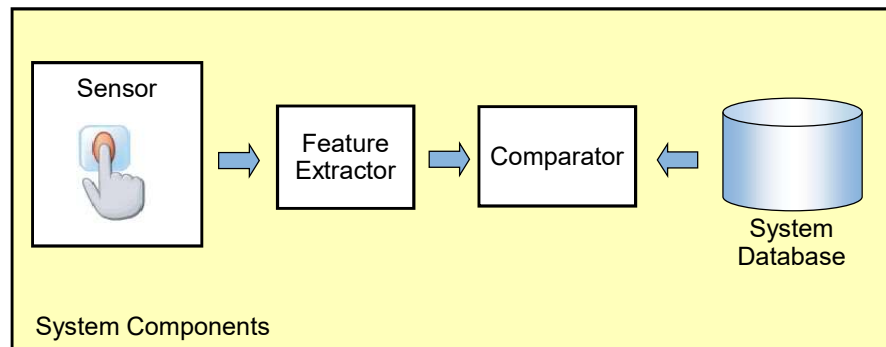 Sensor
Feature
Extractor
Comparator
System
Database
System Components